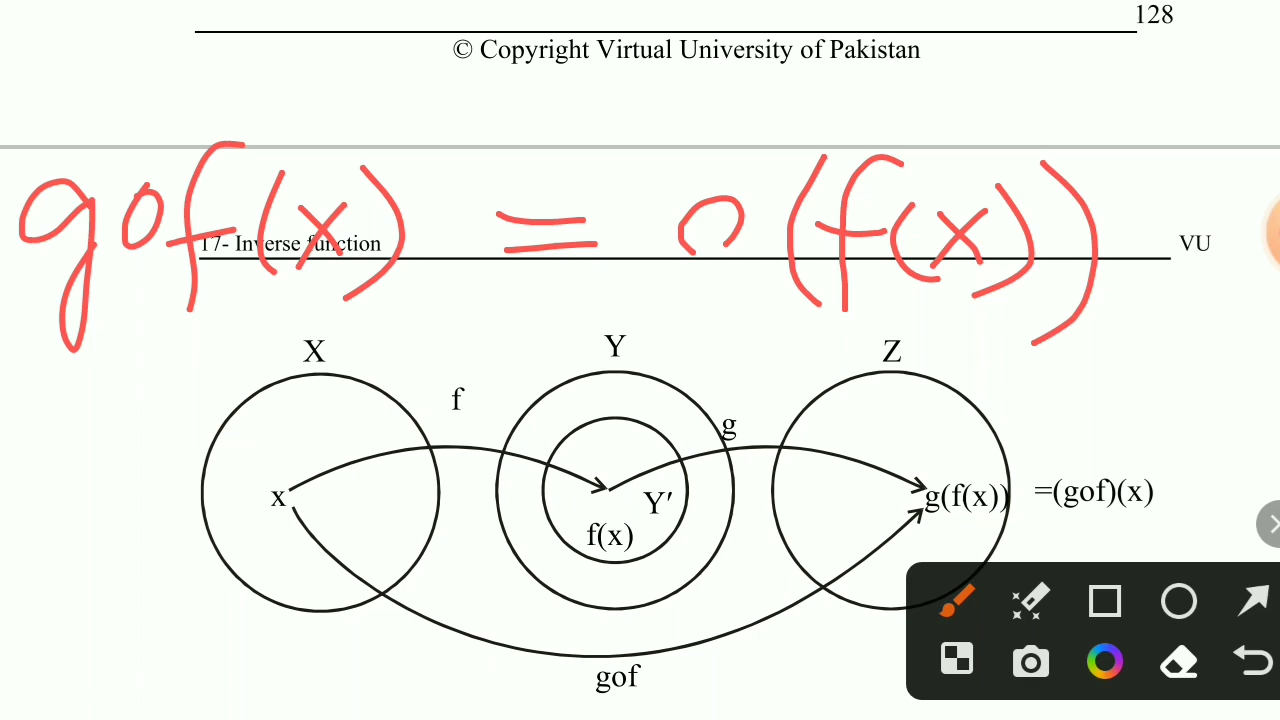 128
© Copyright Virtual University of Pakistan
gof(x) = (f(x))
17- Inverse function VU
X Y Z
f
g
x Y′ g(f(x)) =(gof)(x)
f(x)
gof